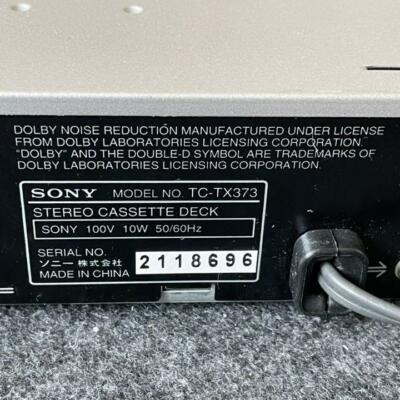 DOLBY NOISE REDUCTION MANUFACTURED UNDER LICENSE
FROM DOLBY LABORATORIES LICENSING CORPORATION.
"DOLBY" AND THE DOUBLE-D SYMBOL ARE TRADEMARKS OF
DOLBY LABORATORIES LICENSING CORPORATION.
SONY MODEL NO. TC-TX373
STEREO CASSETTE DECK
SONY 100V 10W 50/60Hz
SERIAL NO.
ソニー株式会社 2118696
MADE IN CHINA